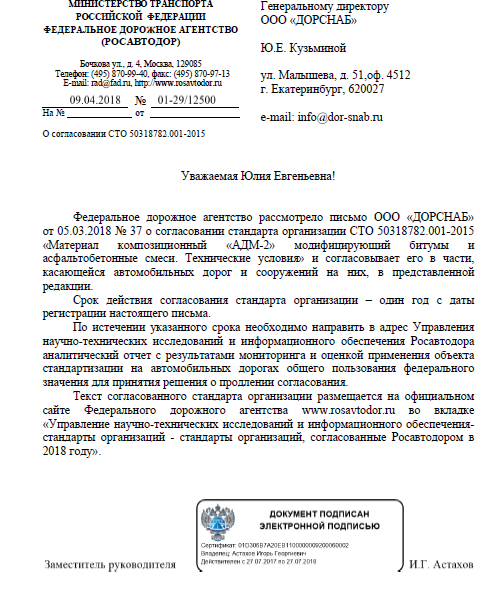 МИНИСТЕРСТВО ТРАНСПОРТА
РОССИЙСКОЙ ФЕДЕРАЦИИ
ФЕДЕРАЛЬНОЕ ДОРОЖНОЕ АГЕНТСТВО
(РОСАВТОДОР)
Бочкова ул., д. 4, Москва, 129085
Телефон: (495) 870-99-40, факс: (495) 870-97-13
E-mail: rad@fad.ru, http://www.rosavtodor.ru
09.04.2018 № 01-29/12500
На № от
О согласовании СТО 50318782.001-2015
Генеральному директору
ООО «ДОРСНАБ»
Ю.Е. Кузьминой
ул. Малышева, д. 51,оф. 4512
г. Екатеринбург, 620027
e-mail: info@dor-snab.ru
Уважаемая Юлия Евгеньевна!
Федеральное дорожное агентство рассмотрело письмо ООО «ДОРСНАБ»
от 05.03.2018 № 37 о согласовании стандарта организации СТО 50318782.001-2015
«Материал композиционный «АДМ-2» модифицирующий битумы и
асфальтобетонные смеси. Технические условия» и согласовывает его в части,
касающейся автомобильных дорог и сооружений на них, в представленной
редакции.
Срок действия согласования стандарта организации – один год с даты
регистрации настоящего письма.
По истечении указанного срока необходимо направить в адрес Управления
научно-технических исследований и информационного обеспечения Росавтодора
аналитический отчет с результатами мониторинга и оценкой применения объекта
стандартизации на автомобильных дорогах общего пользования федерального
значения для принятия решения о продлении согласования.
Текст согласованного стандарта организации размещается на официальном
сайте Федерального дорожного агентства www.rosavtodor.ru во вкладке
«Управление научно-технических исследований и информационного обеспечения-
стандарты организаций - стандарты организаций, согласованные Росавтодором в
2018 году».
ДОКУМЕНТ ПОДПИСАН
ЭЛЕКТРОННОЙ ПОДПИСЬЮ
Сертификат: 01D306B7A20EB1100000009200060002
Владелец: Астахов Игорь Георгиевич
Действителен с 27.07.2017 по 27.07.2018
Заместитель руководителя И.Г. Астахов